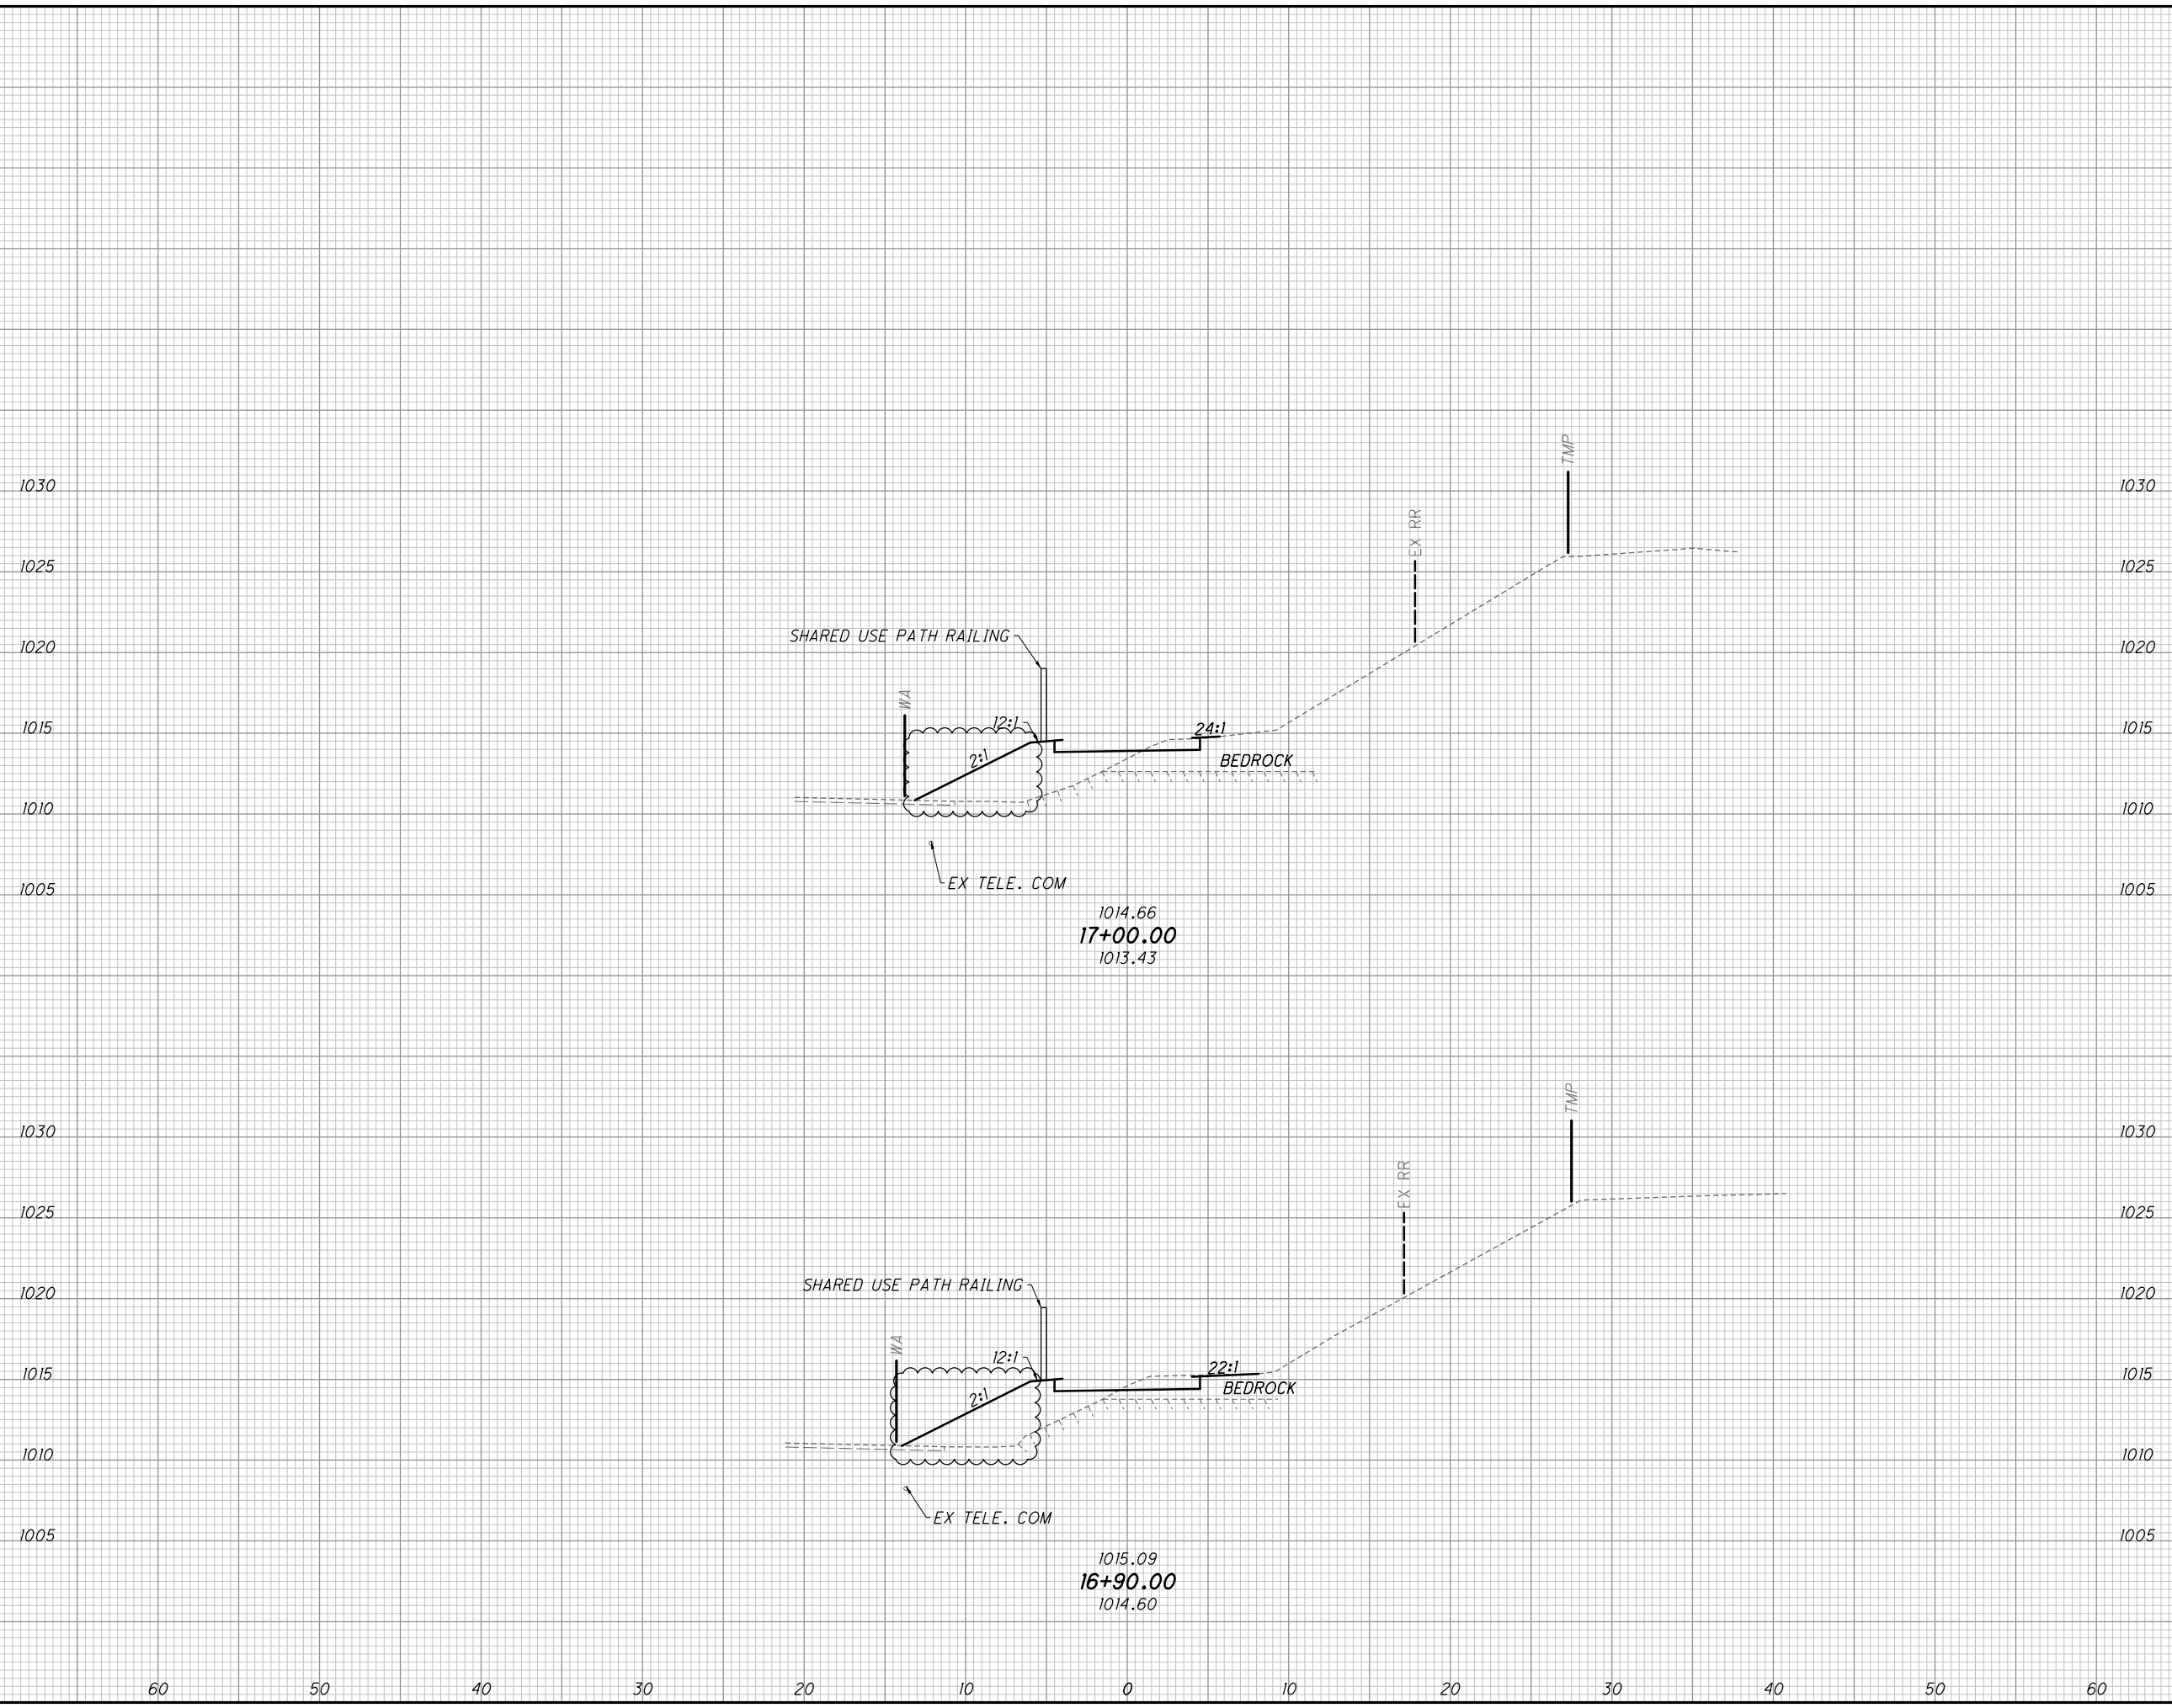 TMP
1030 1030
EX RR
1025 1025
SHARED USE PATH RAILING
1020 1020
WA
12:1
24:1
1015 1015
2:1
BEDROCK
1010 1010
EX TELE. COM
1005 1005
1014.66
17+00.00
1013.43
TMP
1030 1030
EX RR
1025 1025
SHARED USE PATH RAILING
1020 1020
WA
12:1
22:1
1015 1015
2:1
BEDROCK
1010 1010
EX TELE. COM
1005 1005
1015.09
16+90.00
1014.60
60 50 40 30 20 10 0 10 20 30 40 50 60